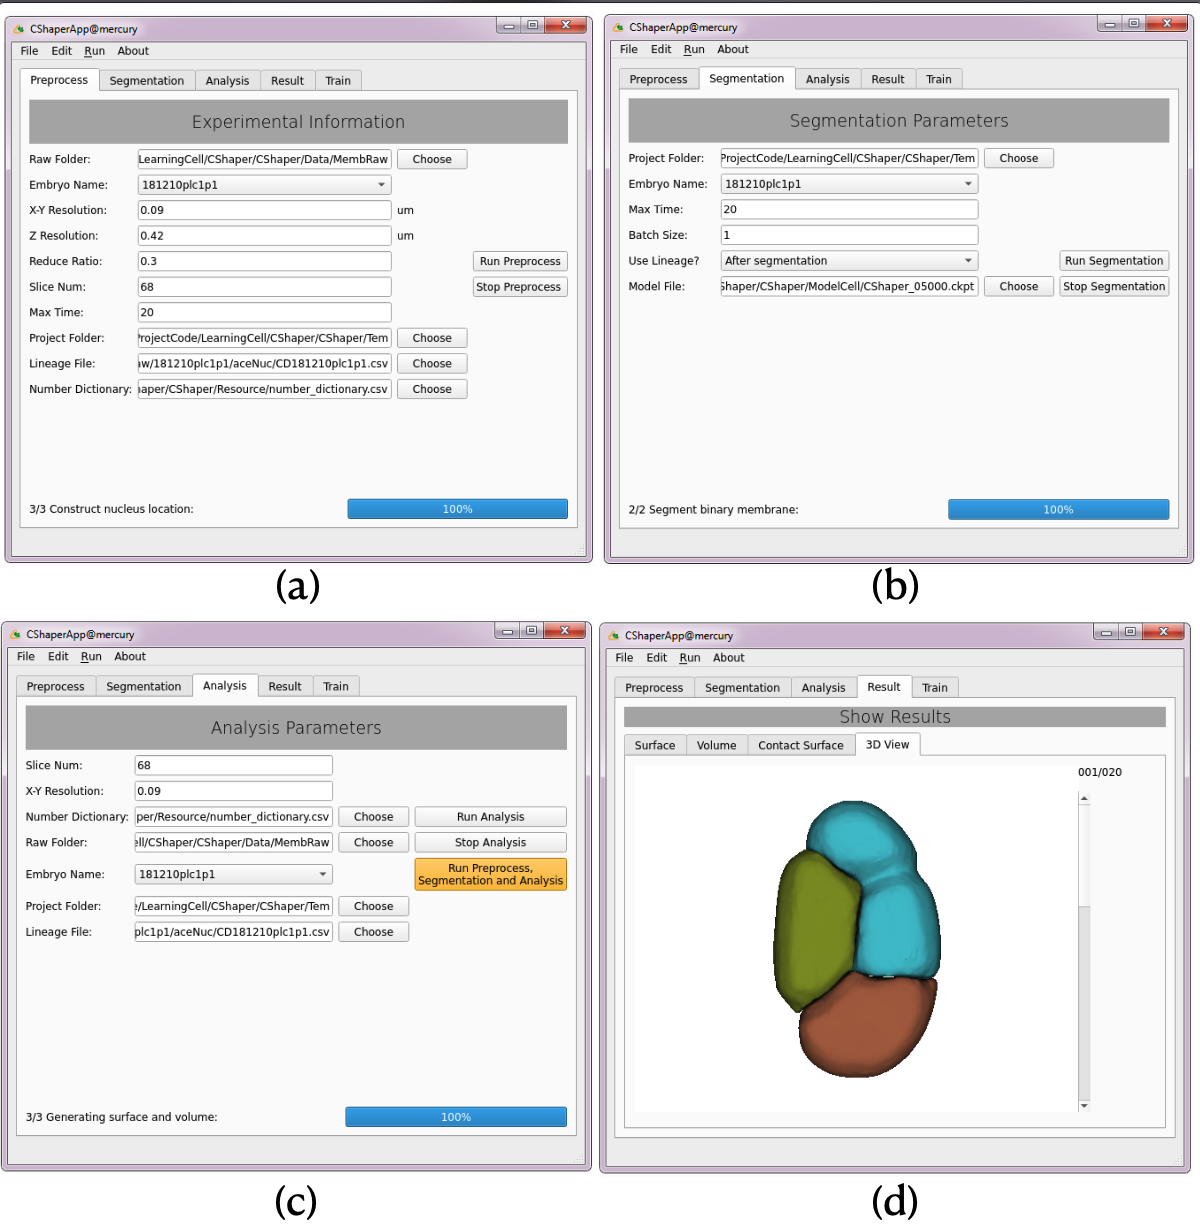 CShaperApp@mercury
File Edit Run About
Preprocess Segmentation Analysis Result Train
Experimental Information
Raw Folder: LearningCell/CShaper/CShaper/Data/MembRaw Choose
Embryo Name: 181210plc1p1
X-Y Resolution: 0.09 um
Z Resolution: 0.42 um
Reduce Ratio: 0.3 Run Preprocess
Slice Num: 68 Stop Preprocess
Max Time: 20
Project Folder: ProjectCode/LearningCell/CShaper/CShaper/Tem Choose
Lineage File: aw/181210plc1p1/aceNuc/CD181210plc1p1.csv Choose
Number Dictionary: haper/CShaper/Resource/number_dictionary.csv Choose
3/3 Construct nucleus location: 100%
(a)
CShaperApp@mercury
File Edit Run About
Preprocess Segmentation Analysis Result Train
Segmentation Parameters
Project Folder: ProjectCode/LearningCell/CShaper/CShaper/Tem Choose
Embryo Name: 181210plc1p1
Max Time: 20
Batch Size: 1
Use Lineage? After segmentation Run Segmentation
Model File: Shaper/CShaper/ModelCell/CShaper_05000.ckpt Choose Stop Segmentation
2/2 Segment binary membrane: 100%
(b)
CShaperApp@mercury
File Edit Run About
Preprocess Segmentation Analysis Result Train
Analysis Parameters
Slice Num: 68
X-Y Resolution: 0.09
Number Dictionary: per/Resource/number_dictionary.csv Choose Run Analysis
Raw Folder: ell/CShaper/CShaper/Data/MembRaw Choose Stop Analysis
Embryo Name: 181210plc1p1 Run Preprocess,
Segmentation and Analysis
Project Folder: e/LearningCell/CShaper/CShaper/Tem Choose
Lineage File: plc1p1/aceNuc/CD181210plc1p1.csv Choose
3/3 Generating surface and volume: 100%
(c)
CShaperApp@mercury
File Edit Run About
Preprocess Segmentation Analysis Result Train
Show Results
Surface Volume Contact Surface 3D View
001/020
(d)